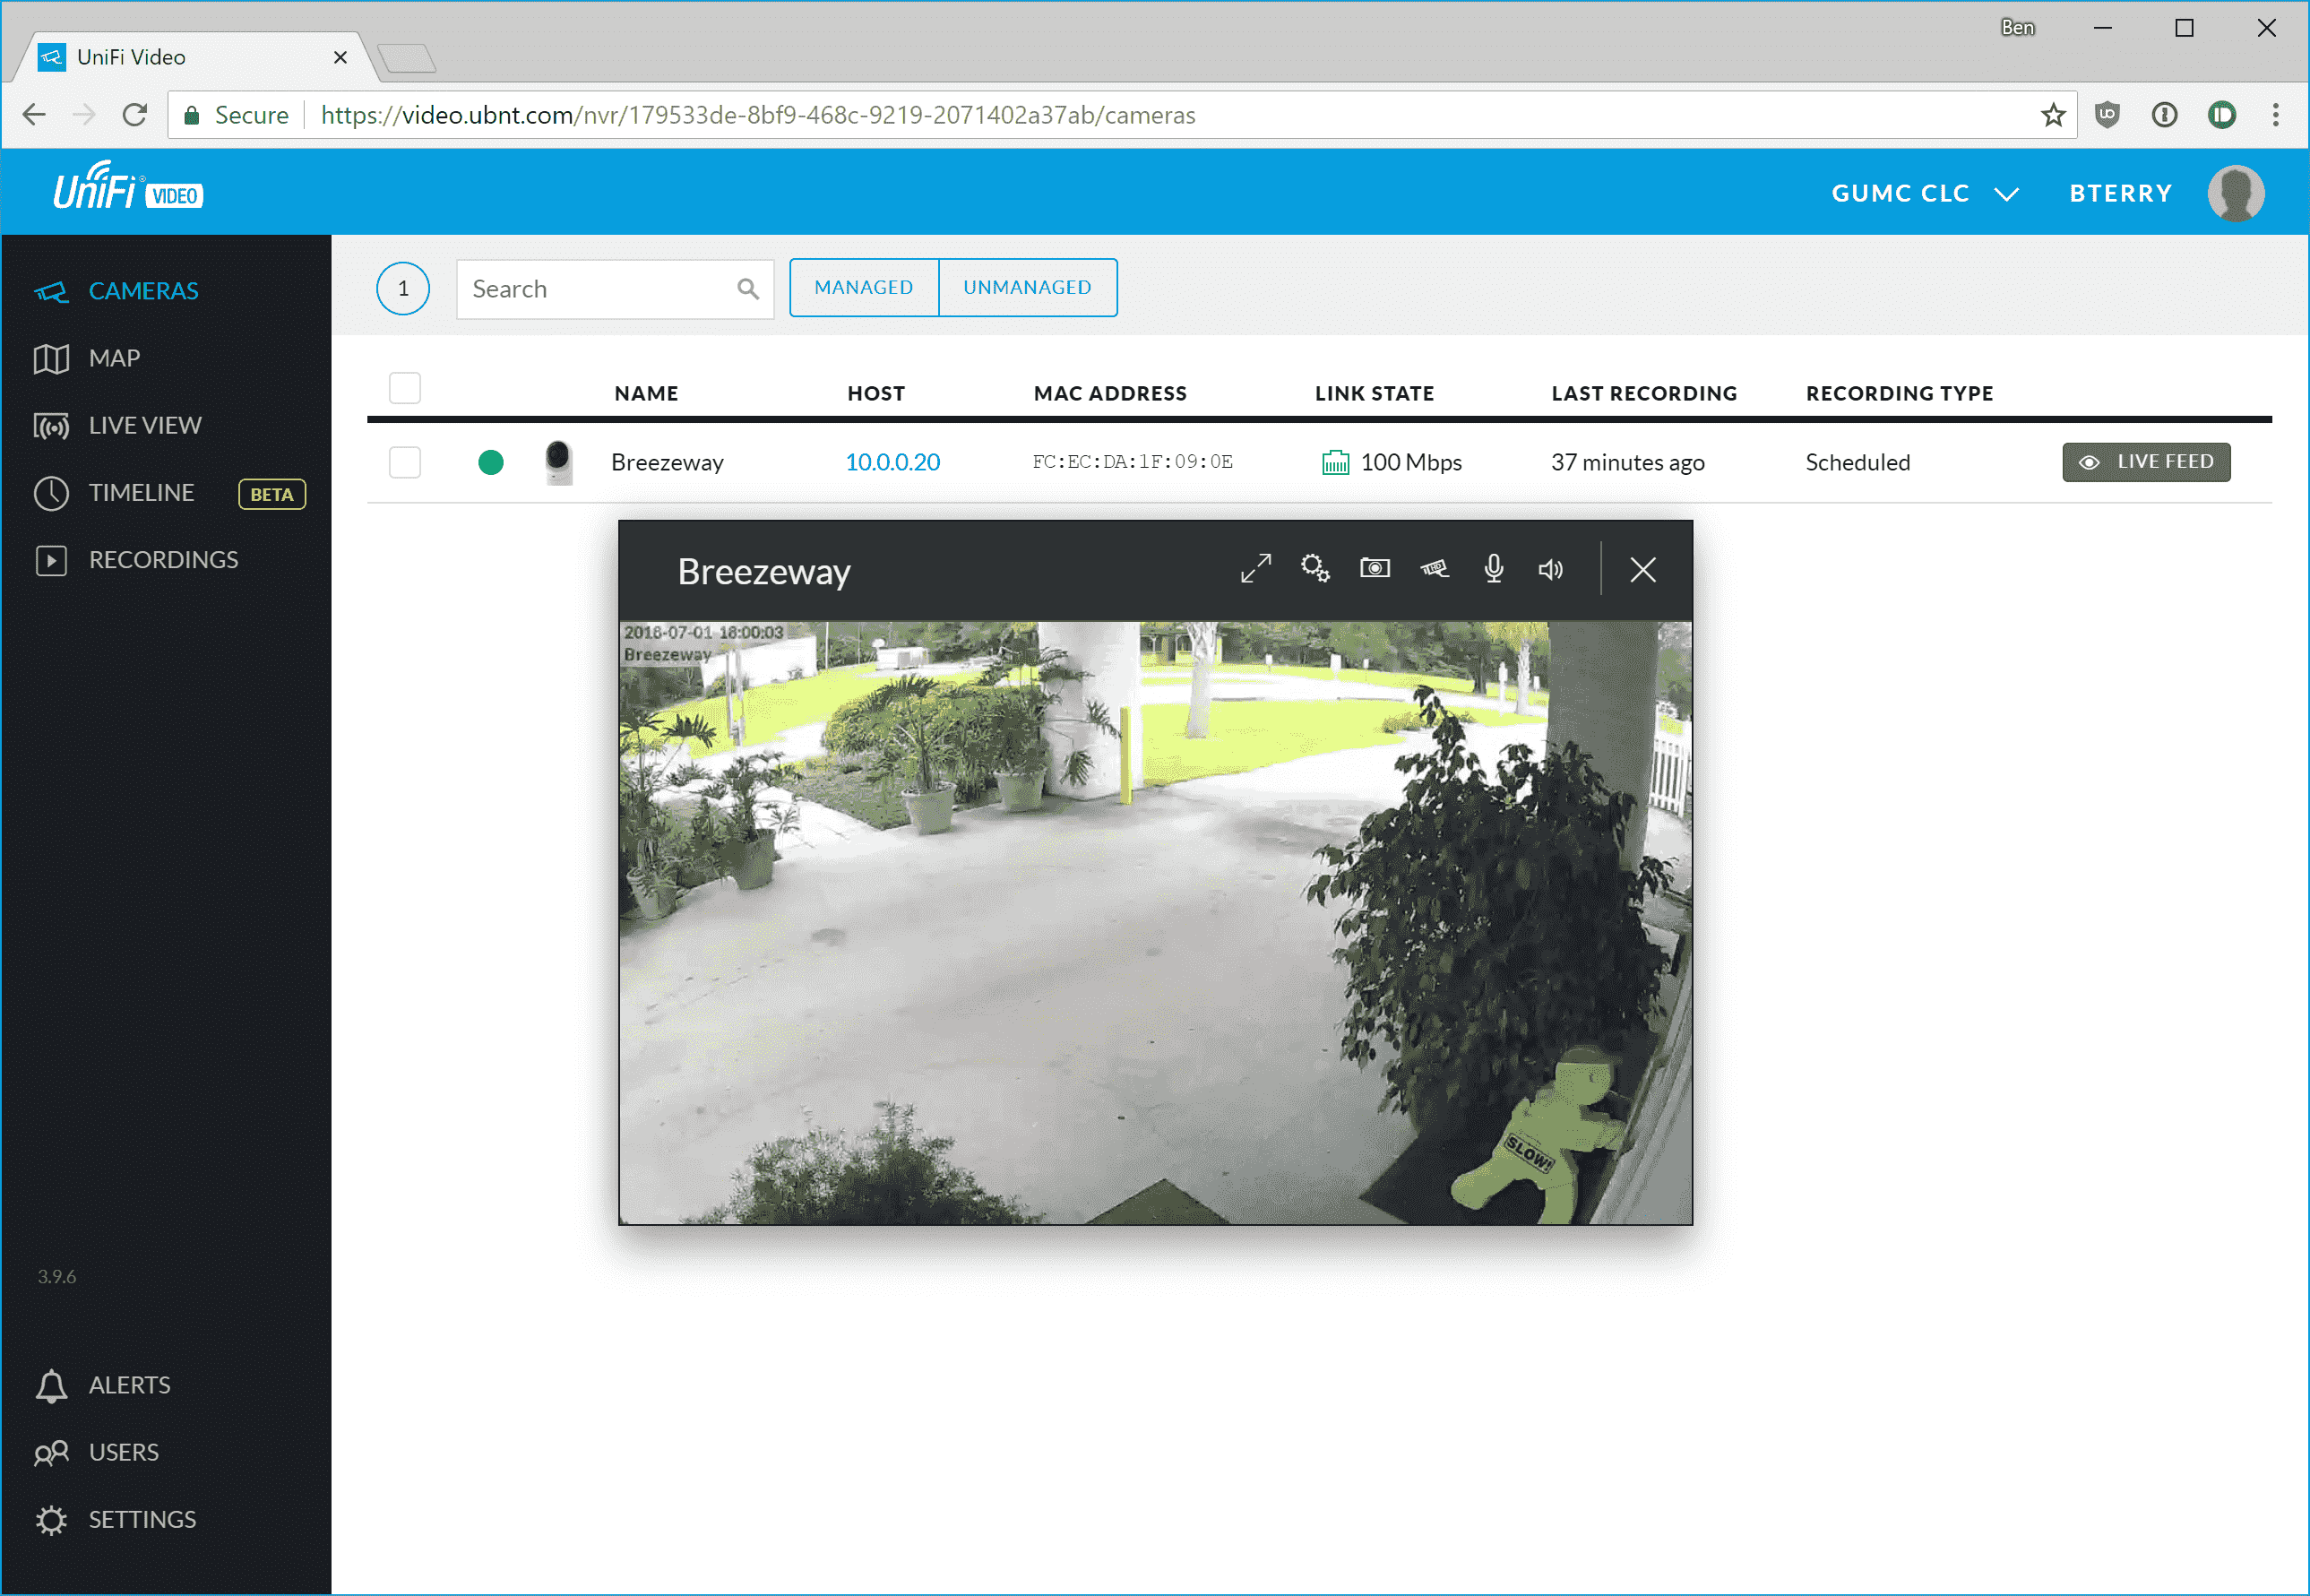 UniFi Video
Ben
Secure
https://video.ubnt.com/nvr/179533de-8bf9-468c-9219-2071402a37ab/cameras
UniFi VIDEO
GUMC CLC
BTERRY
CAMERAS
MAP
LIVE VIEW
TIMELINE BETA
RECORDINGS
3.9.6
ALERTS
USERS
SETTINGS
1
Search
MANAGED
UNMANAGED
NAME HOST MAC ADDRESS LINK STATE LAST RECORDING RECORDING TYPE
Breezeway 10.0.0.20 FC:EC:DA:1F:09:0E 100 Mbps 37 minutes ago Scheduled LIVE FEED
Breezeway
HD
2018-07-01 18:00:03
Breezeway
SLOW!